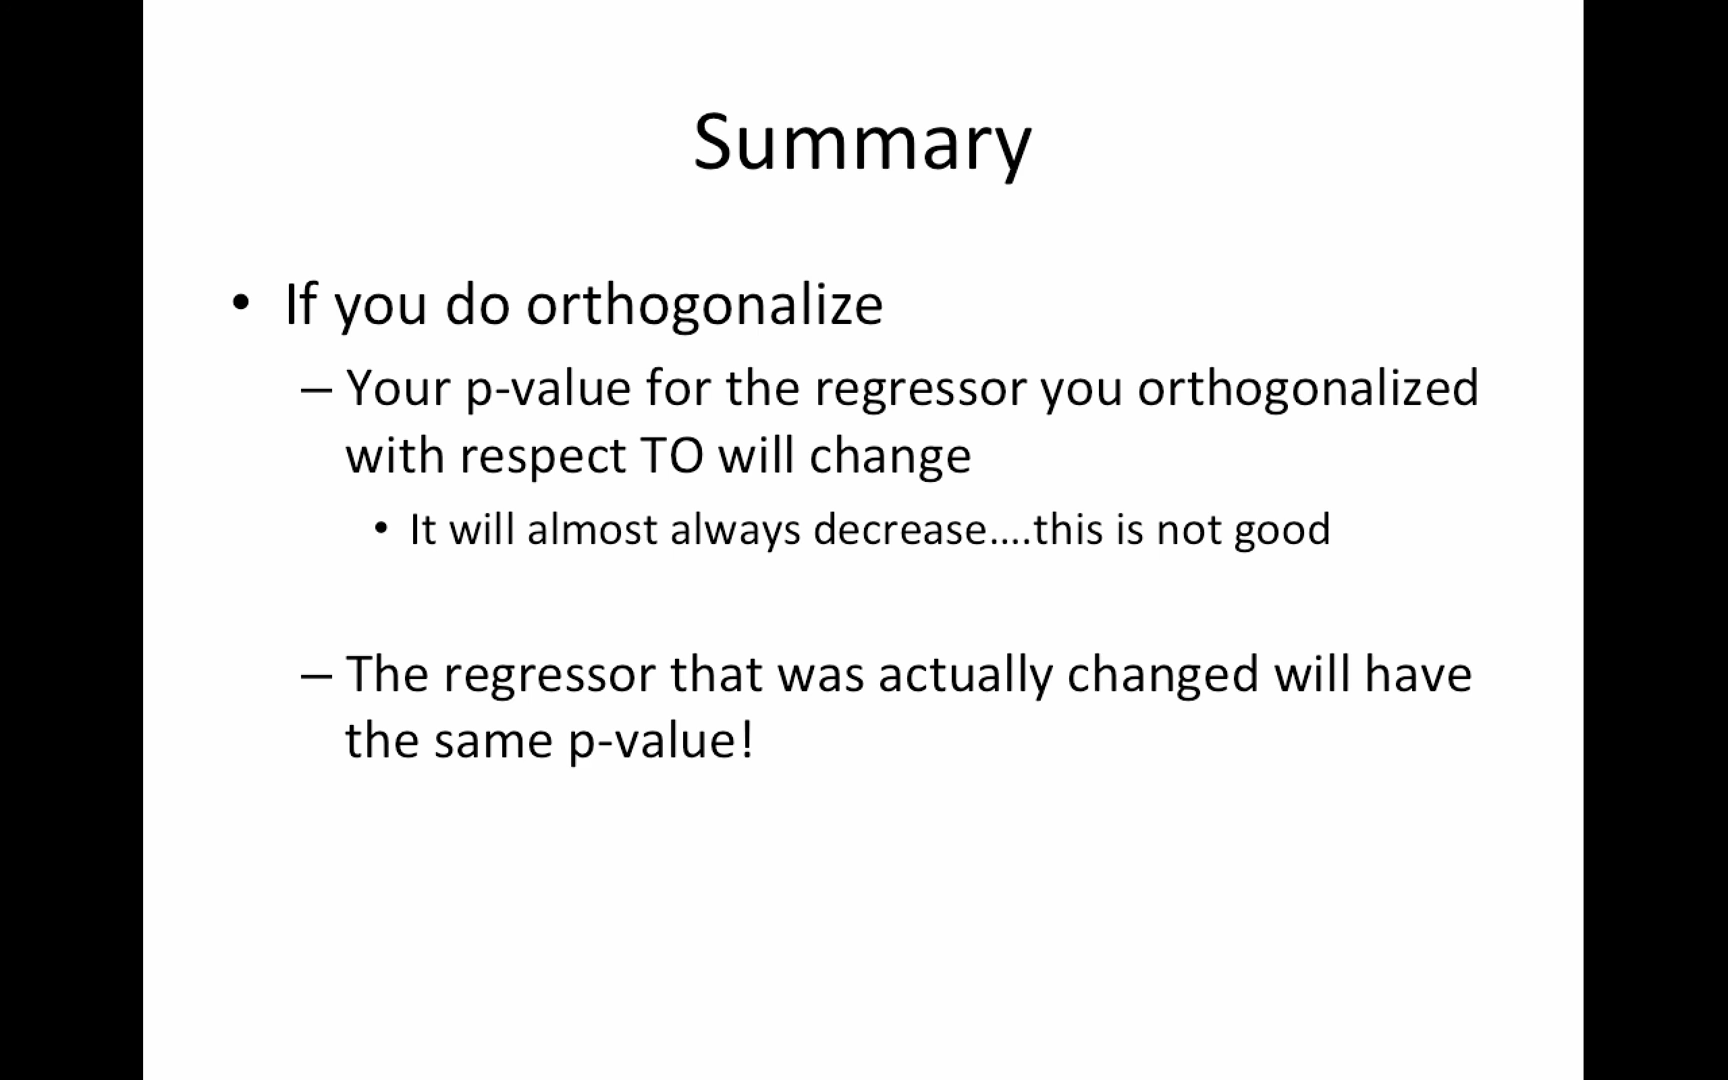 Summary
• If you do orthogonalize
– Your p-value for the regressor you orthogonalized
with respect TO will change
• It will almost always decrease....this is not good
– The regressor that was actually changed will have
the same p-value!